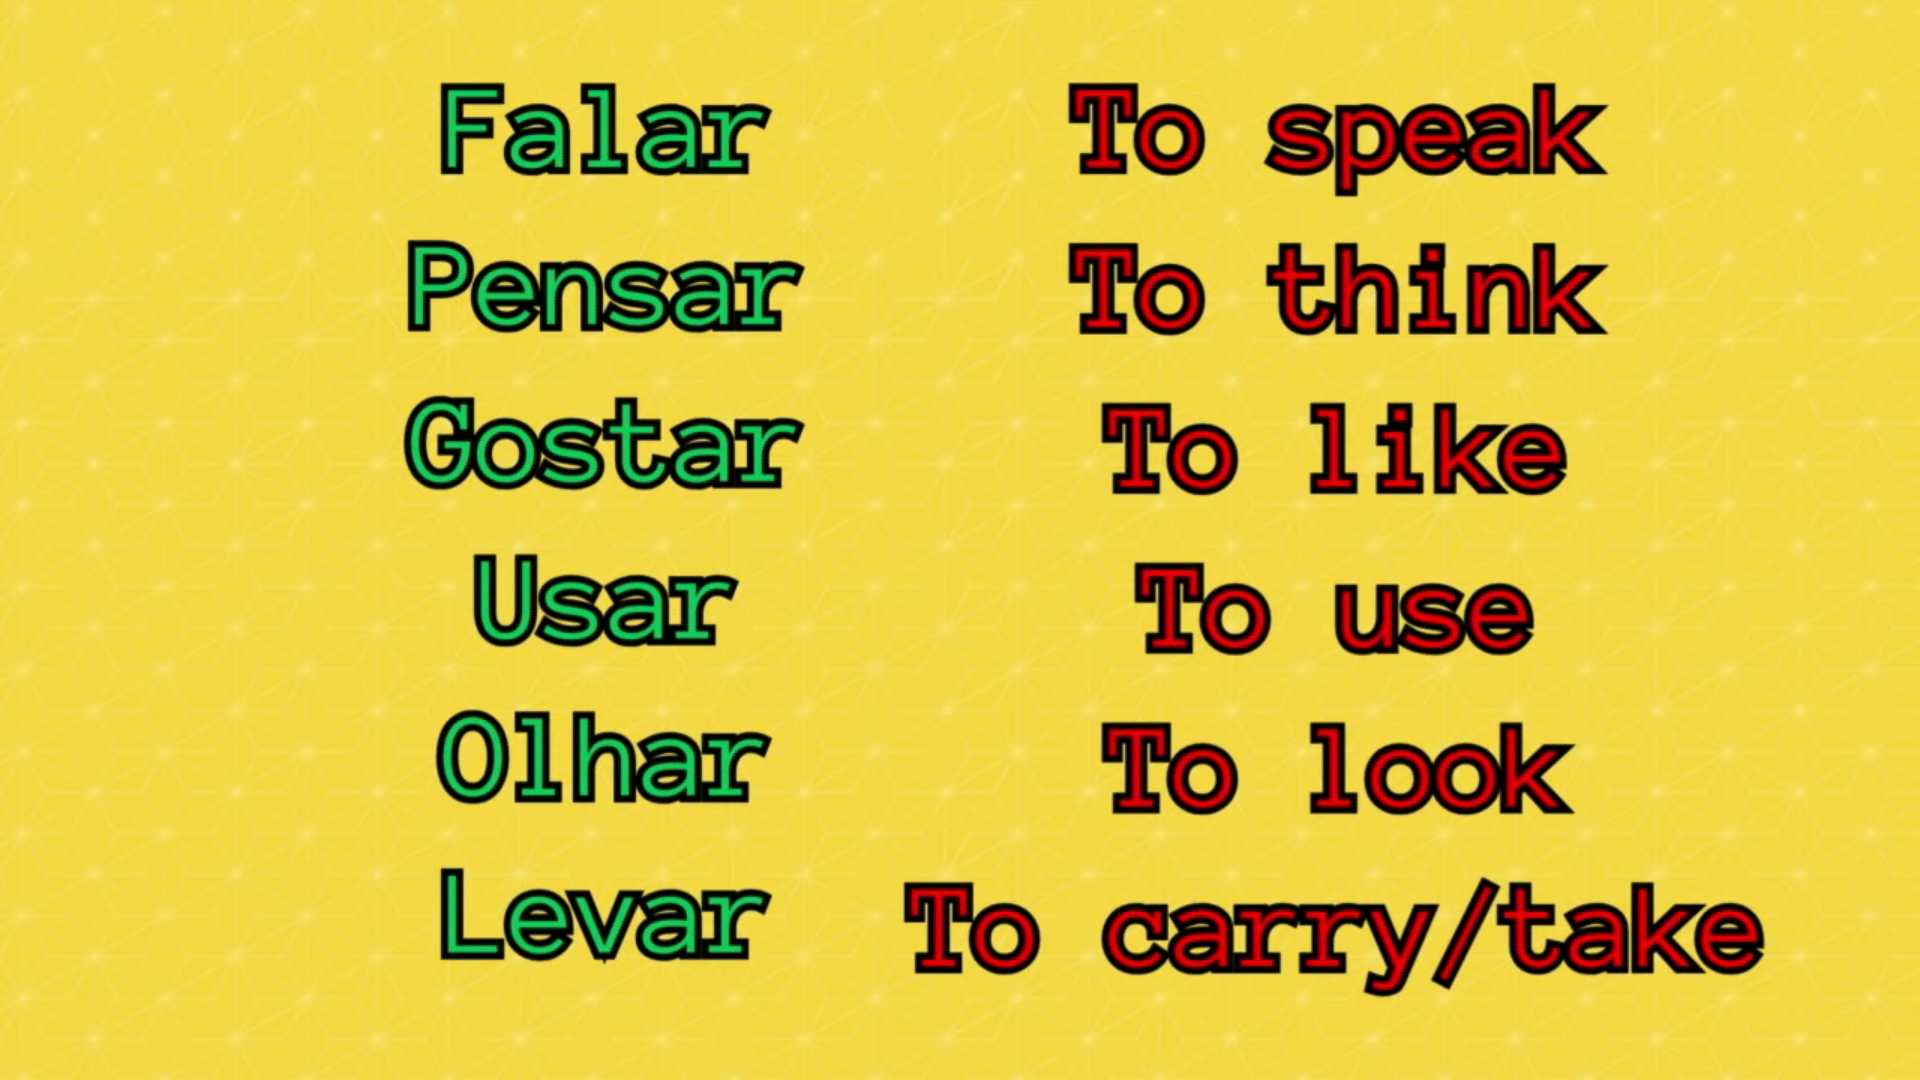 Falar To speak
Pensar To think
Gostar To like
Usar To use
Olhar To look
Levar To carry/take